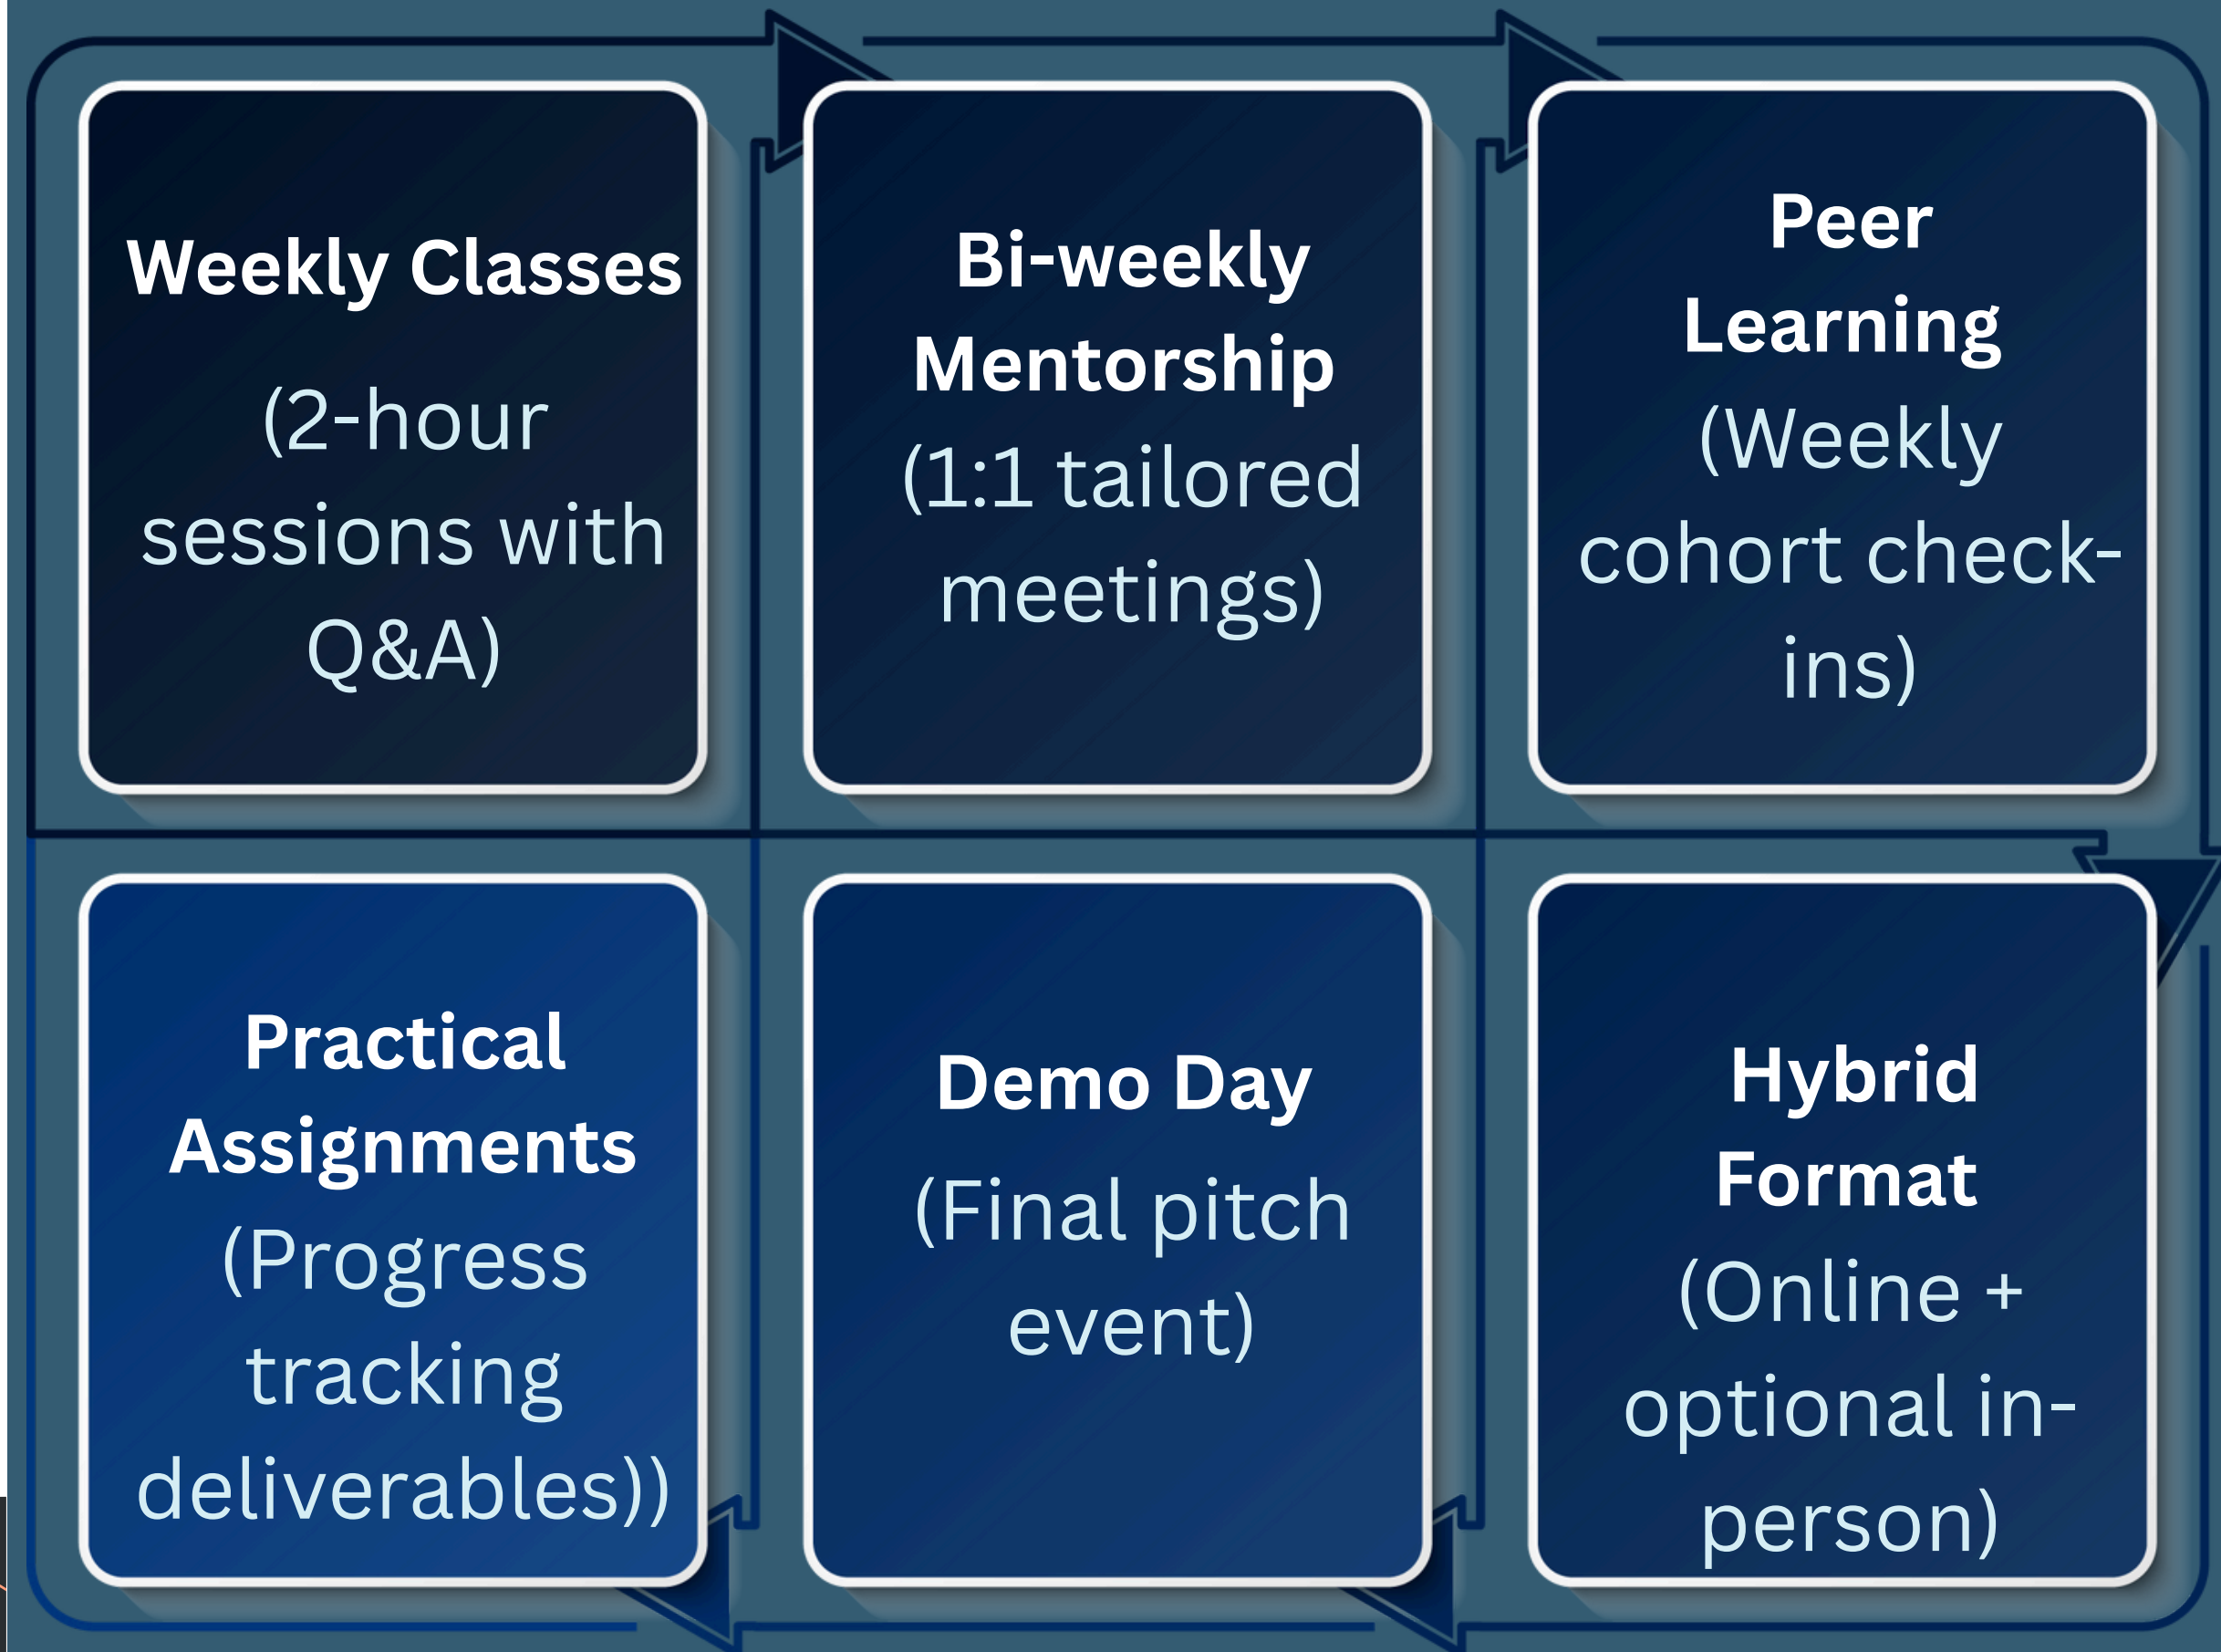 Weekly Classes
(2-hour
sessions with
Q&A)
Bi-weekly
Mentorship
(1:1 tailored
meetings)
Peer
Learning
(Weekly
cohort check-
ins)
Practical
Assignments
(Progress
tracking
deliverables))
Demo Day
(Final pitch
event)
Hybrid
Format
(Online +
optional in-
person)